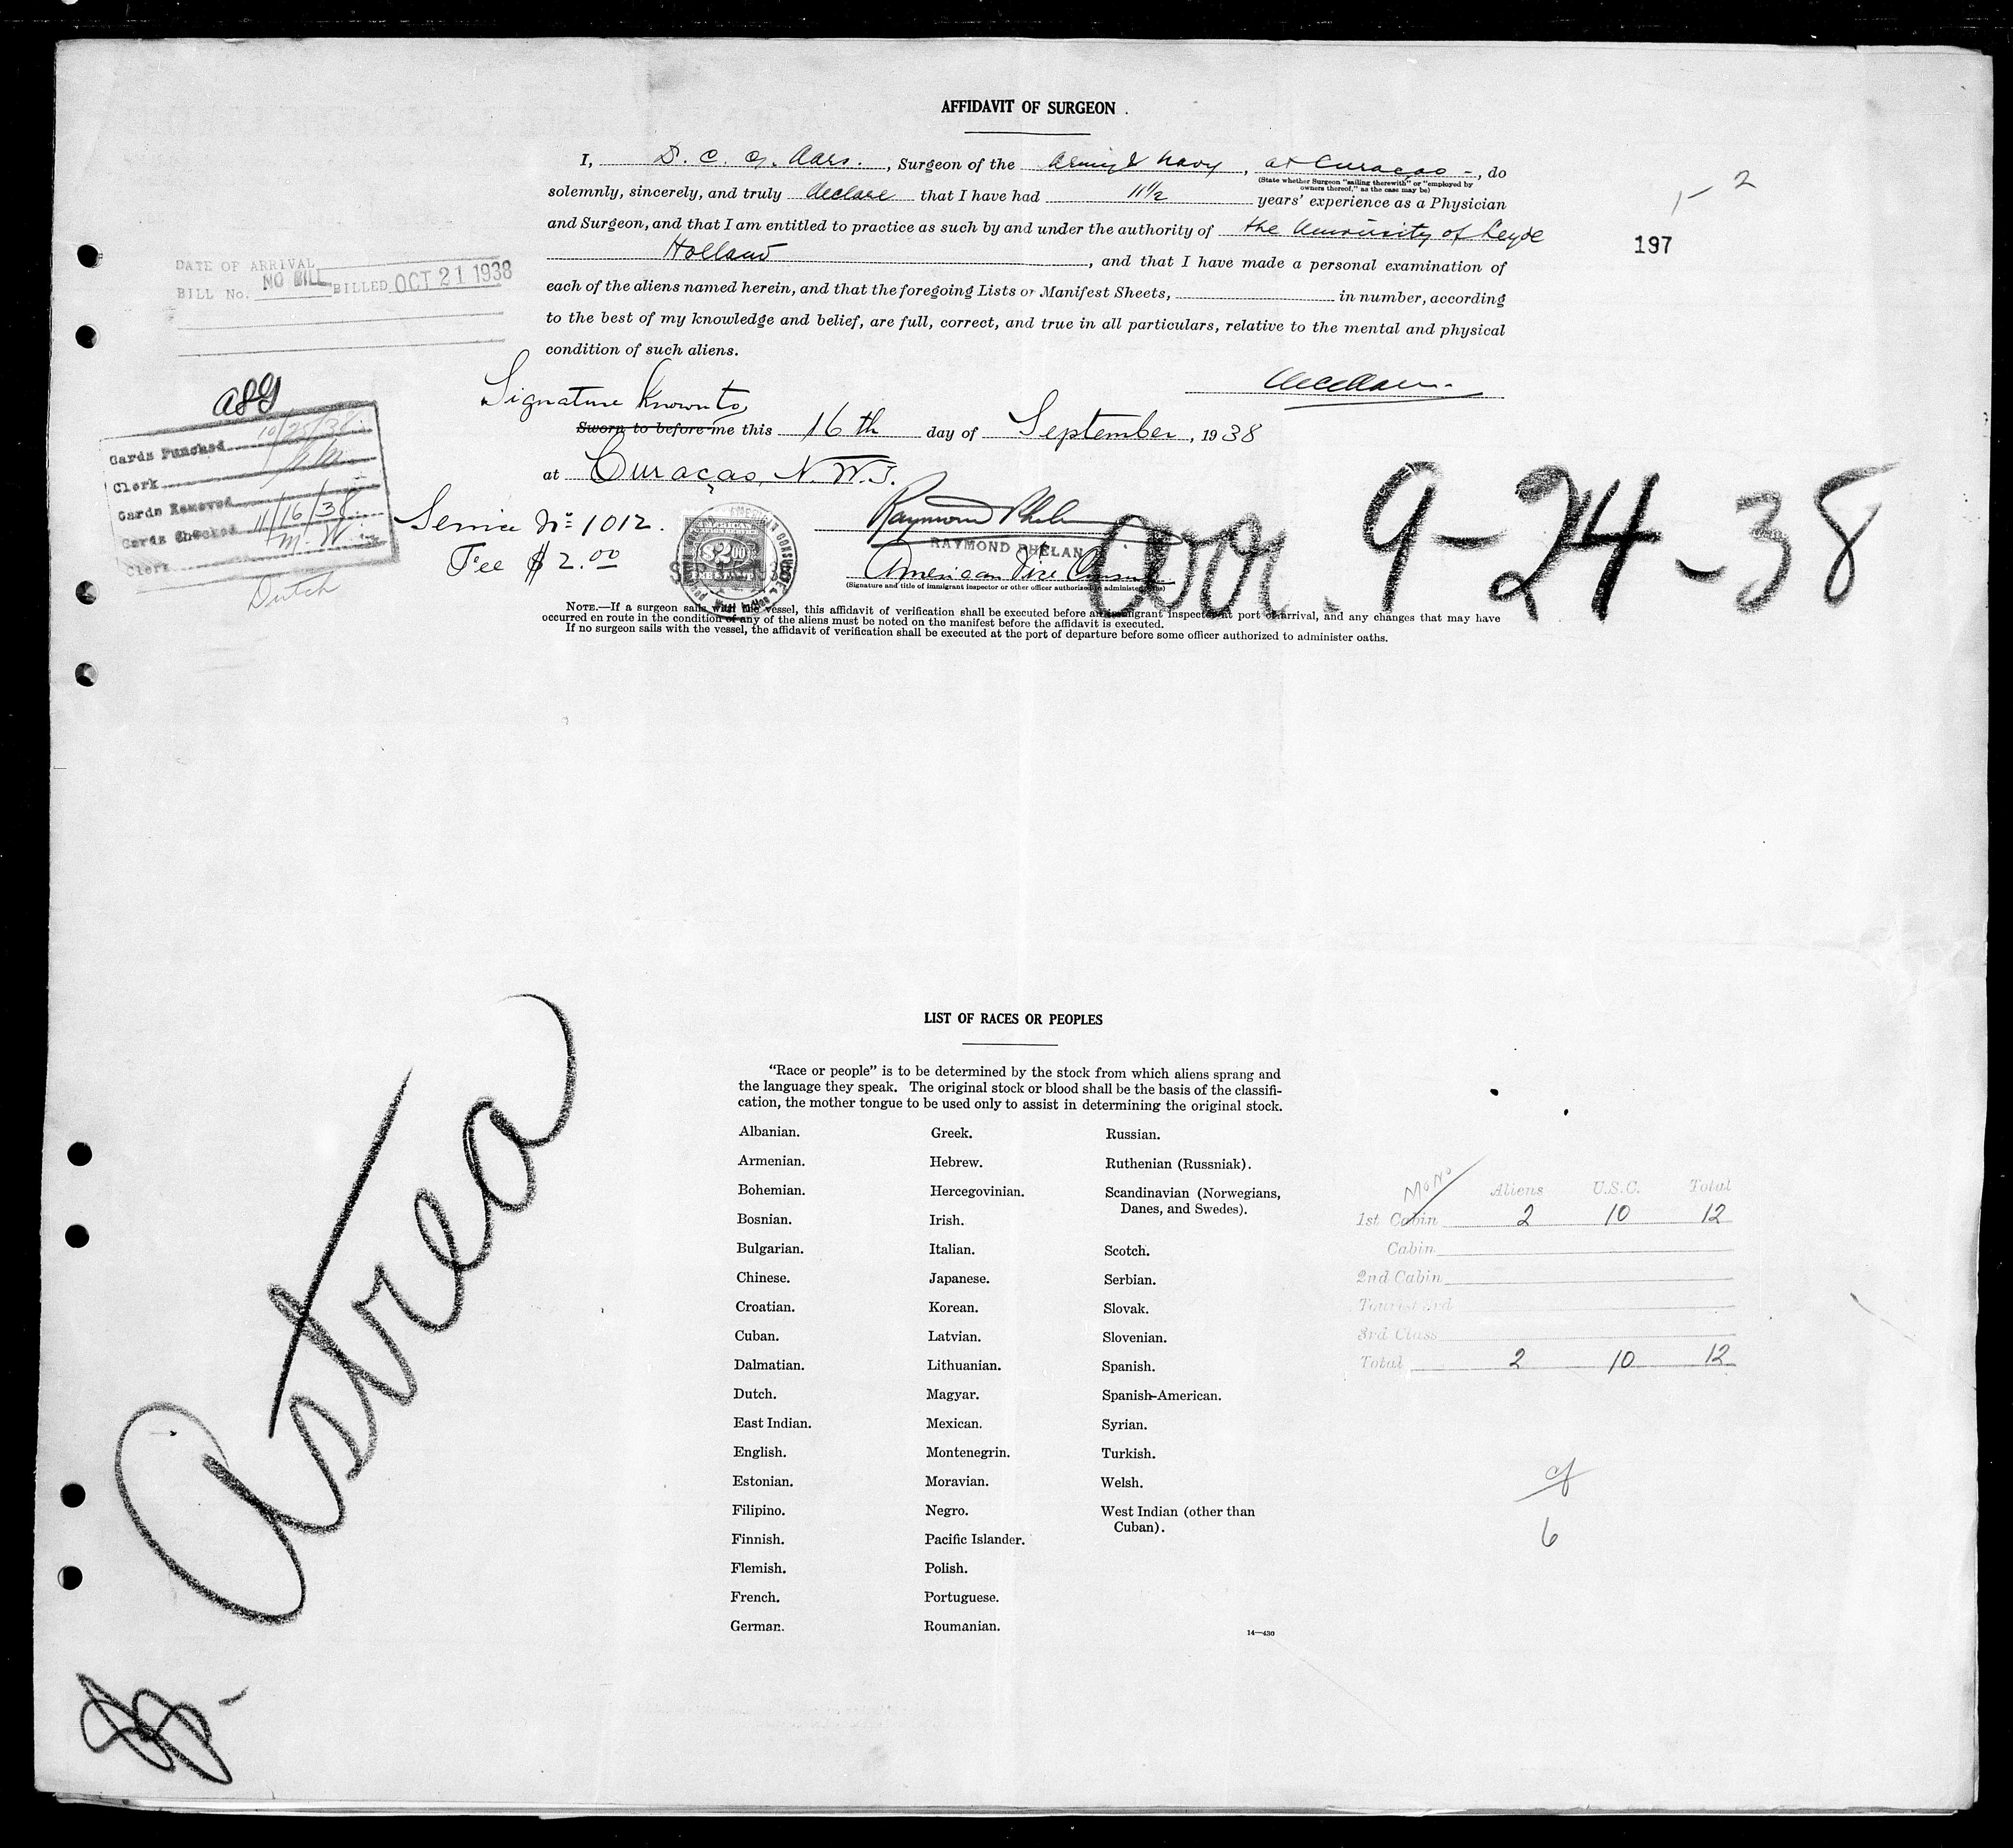 AFFIDAVIT OF SURGEON
I, D. C. G. Aars., Surgeon of the Army & Navy, at Curaçao -, do
(State whether Surgeon "sailing therewith" or "employed by
owners thereof," as the case may be)
solemnly, sincerely, and truly declare that I have had 11½ years' experience as a Physician
and Surgeon, and that I am entitled to practice as such by and under the authority of the University of Leyde
Holland, and that I have made a personal examination of
each of the aliens named herein, and that the foregoing Lists or Manifest Sheets, in number, according
to the best of my knowledge and belief, are full, correct, and true in all particulars, relative to the mental and physical
condition of such aliens.
1 - 2
197
DATE OF ARRIVAL
BILL No. NO BILL BILLED OCT 21 1938
Signature Known to
Sworn to before me this 16th day of September, 1938
at Curaçao, N.W.I.
Cards Punched 10/25/38
Clerk
Cards Removed
Cards Checked 11/16/38
Clerk M.W.
Dutch
Service No. 1012.
Fee $2.00
AMERICAN
$2.00
FEE STAMP
Raymond Phelan
RAYMOND PHELAN
American Vice Consul
(Signature and title of immigrant inspector or other officer authorized to administer oaths)
arr. 9-24-38
NOTE.—If a surgeon sails with the vessel, this affidavit of verification shall be executed before an immigrant inspector at port of arrival, and any changes that may have
occurred en route in the condition of any of the aliens must be noted on the manifest before the affidavit is executed.
If no surgeon sails with the vessel, the affidavit of verification shall be executed at the port of departure before some officer authorized to administer oaths.
Astrea
LIST OF RACES OR PEOPLES
"Race or people" is to be determined by the stock from which aliens sprang and
the language they speak. The original stock or blood shall be the basis of the classifi-
cation, the mother tongue to be used only to assist in determining the original stock.
Albanian.
Armenian.
Bohemian.
Bosnian.
Bulgarian.
Chinese.
Croatian.
Cuban.
Dalmatian.
Dutch.
East Indian.
English.
Estonian.
Filipino.
Finnish.
Flemish.
French.
German.
Greek.
Hebrew.
Hercegovinian.
Irish.
Italian.
Japanese.
Korean.
Latvian.
Lithuanian.
Magyar.
Mexican.
Montenegrin.
Moravian.
Negro.
Pacific Islander.
Polish.
Portuguese.
Roumanian.
Russian.
Ruthenian (Russniak).
Scandinavian (Norwegians,
Danes, and Swedes).
Scotch.
Serbian.
Slovak.
Slovenian.
Spanish.
Spanish-American.
Syrian.
Turkish.
Welsh.
West Indian (other than
Cuban).
14—430
Mono Aliens U.S.C. Total
1st Cabin 2 10 12
Cabin
2nd Cabin
Tourist 3rd
3rd Class
Total 2 10 12
6